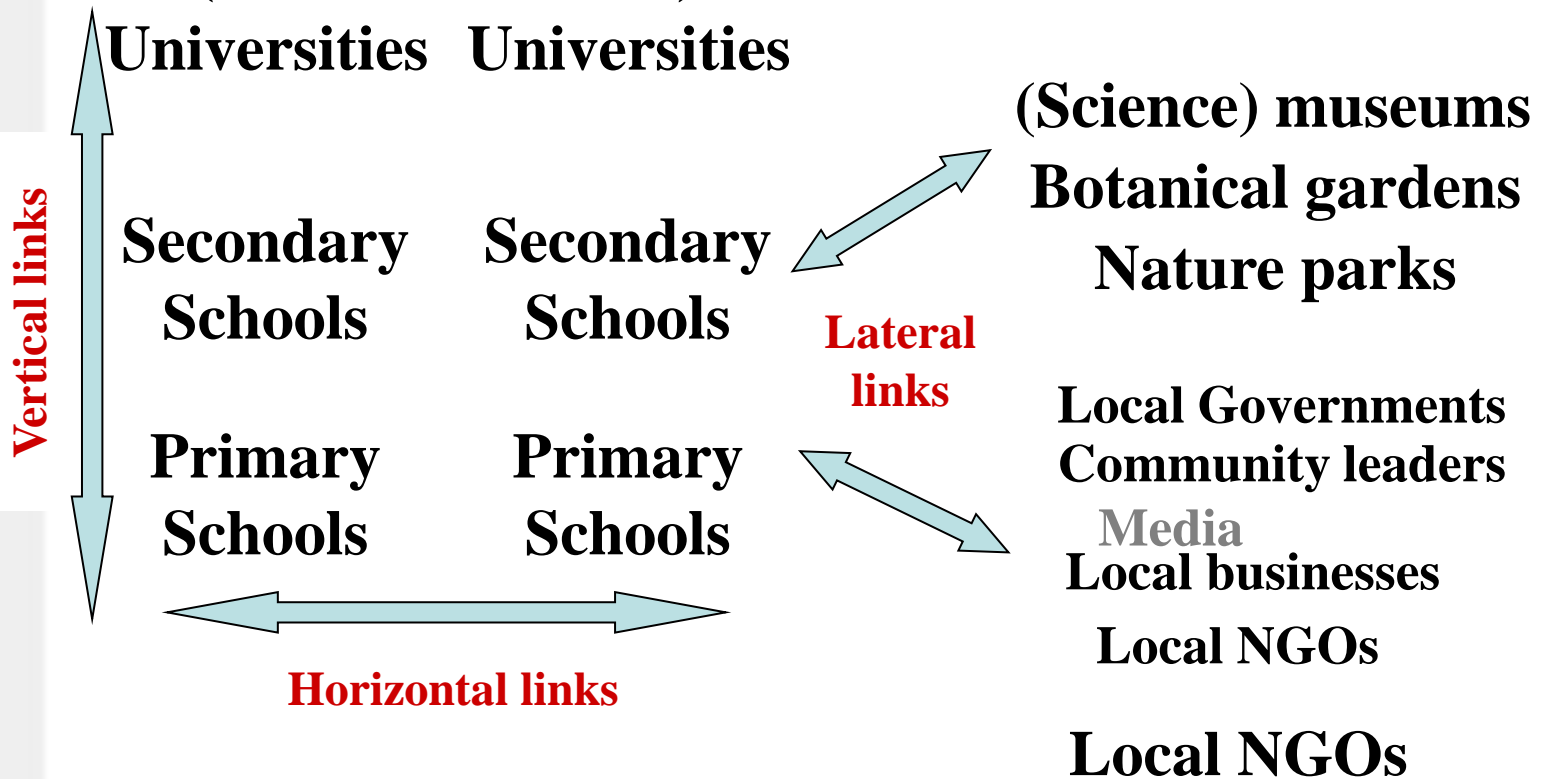 Universities Universities
Vertical links
Secondary Schools
Secondary Schools
Primary Schools
Primary Schools
Horizontal links
Lateral
links
(Science) museums
Botanical gardens
Nature parks
Local Governments
Community leaders
Media
Local businesses
Local NGOs
Local NGOs